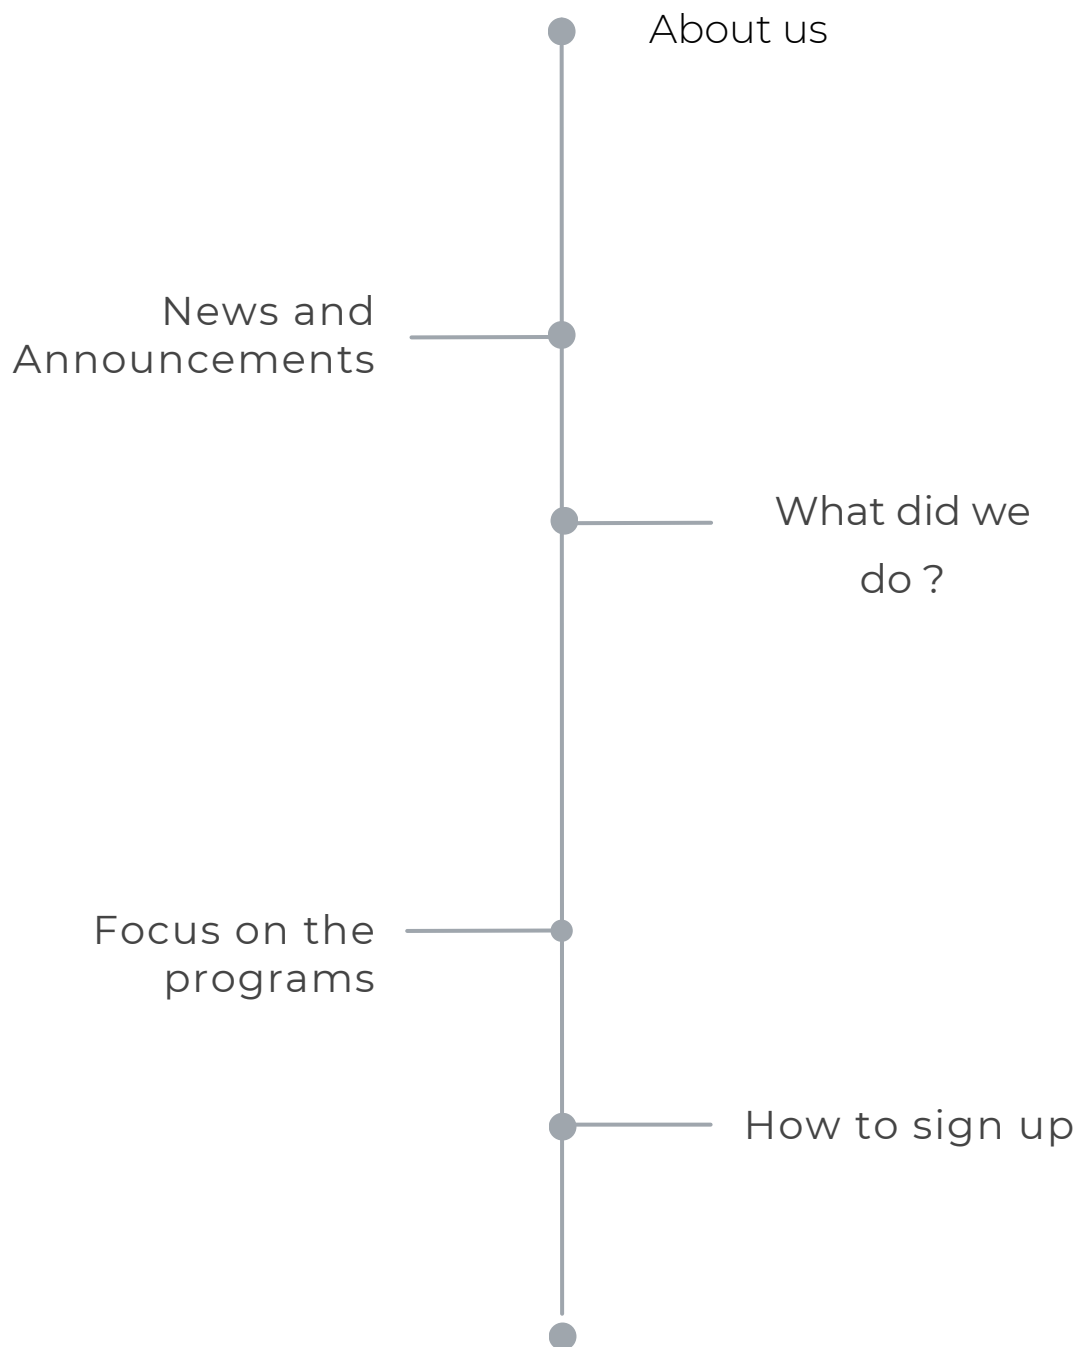 About us
News and
Announcements
What did we
do ?
Focus on the
programs
How to sign up